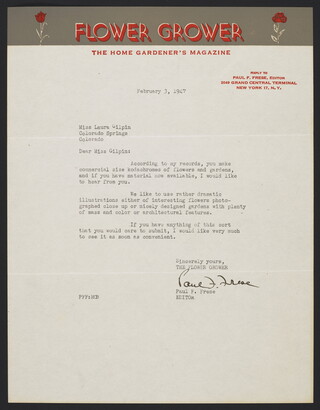 FLOWER GROWER
THE HOME GARDENER'S MAGAZINE
REPLY TO
PAUL F. FRESE, EDITOR
2049 GRAND CENTRAL TERMINAL
NEW YORK 17, N. Y.
February 3, 1947
Miss Laura Gilpin
Colorado Springs
Colorado
Dear Miss Gilpin:
According to my records, you make
commercial size kodachromes of flowers and gardens,
and if you have material now available, I would like
to hear from you.
We like to use rather dramatic
illustrations either of interesting flowers photo-
graphed close up or nicely designed gardens with plenty
of mass and color or architectural features.
If you have anything of this sort
that you would care to submit, I would like very much
to see it as soon as convenient.
Sincerely yours,
THE FLOWER GROWER
Paul F. Frese
Paul F. Frese
EDITOR